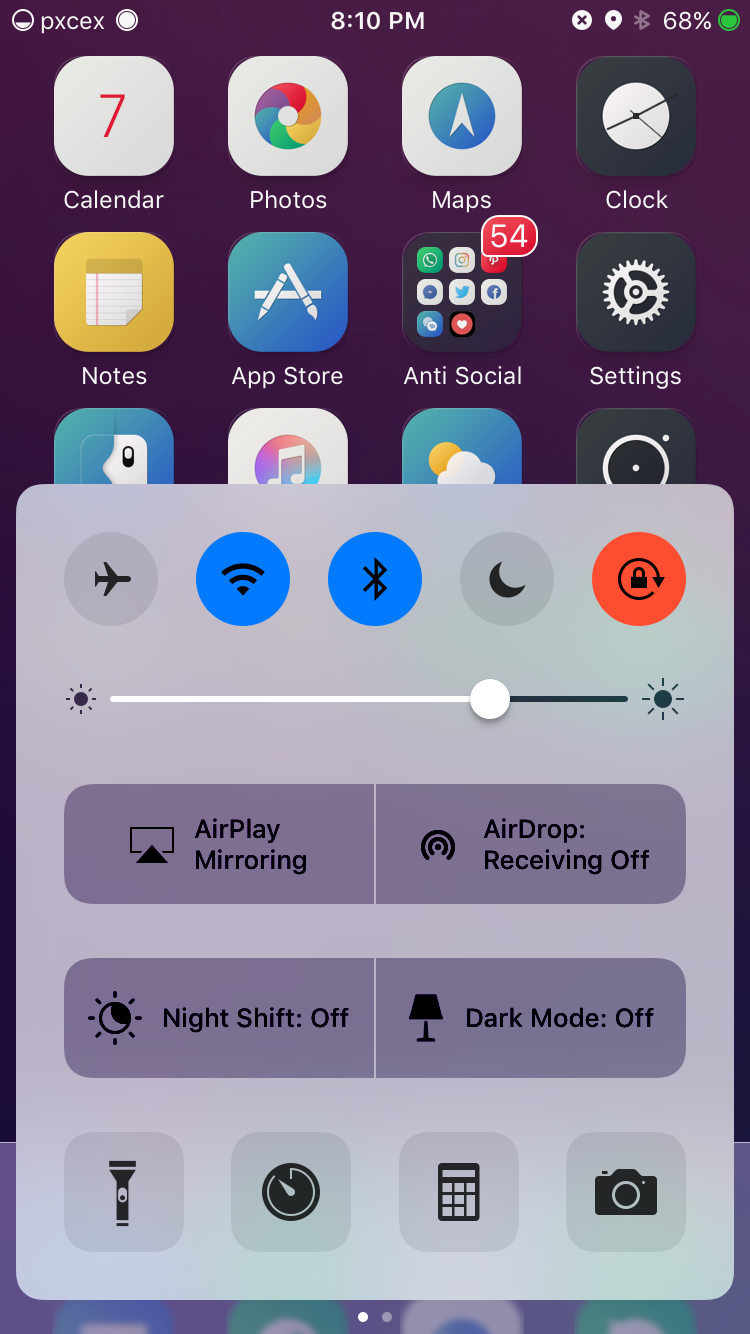 pxcex 8:10 PM 68%
7
Calendar Photos Maps Clock
54
Notes App Store Anti Social Settings
AirPlay
Mirroring
AirDrop:
Receiving Off
Night Shift: Off Dark Mode: Off